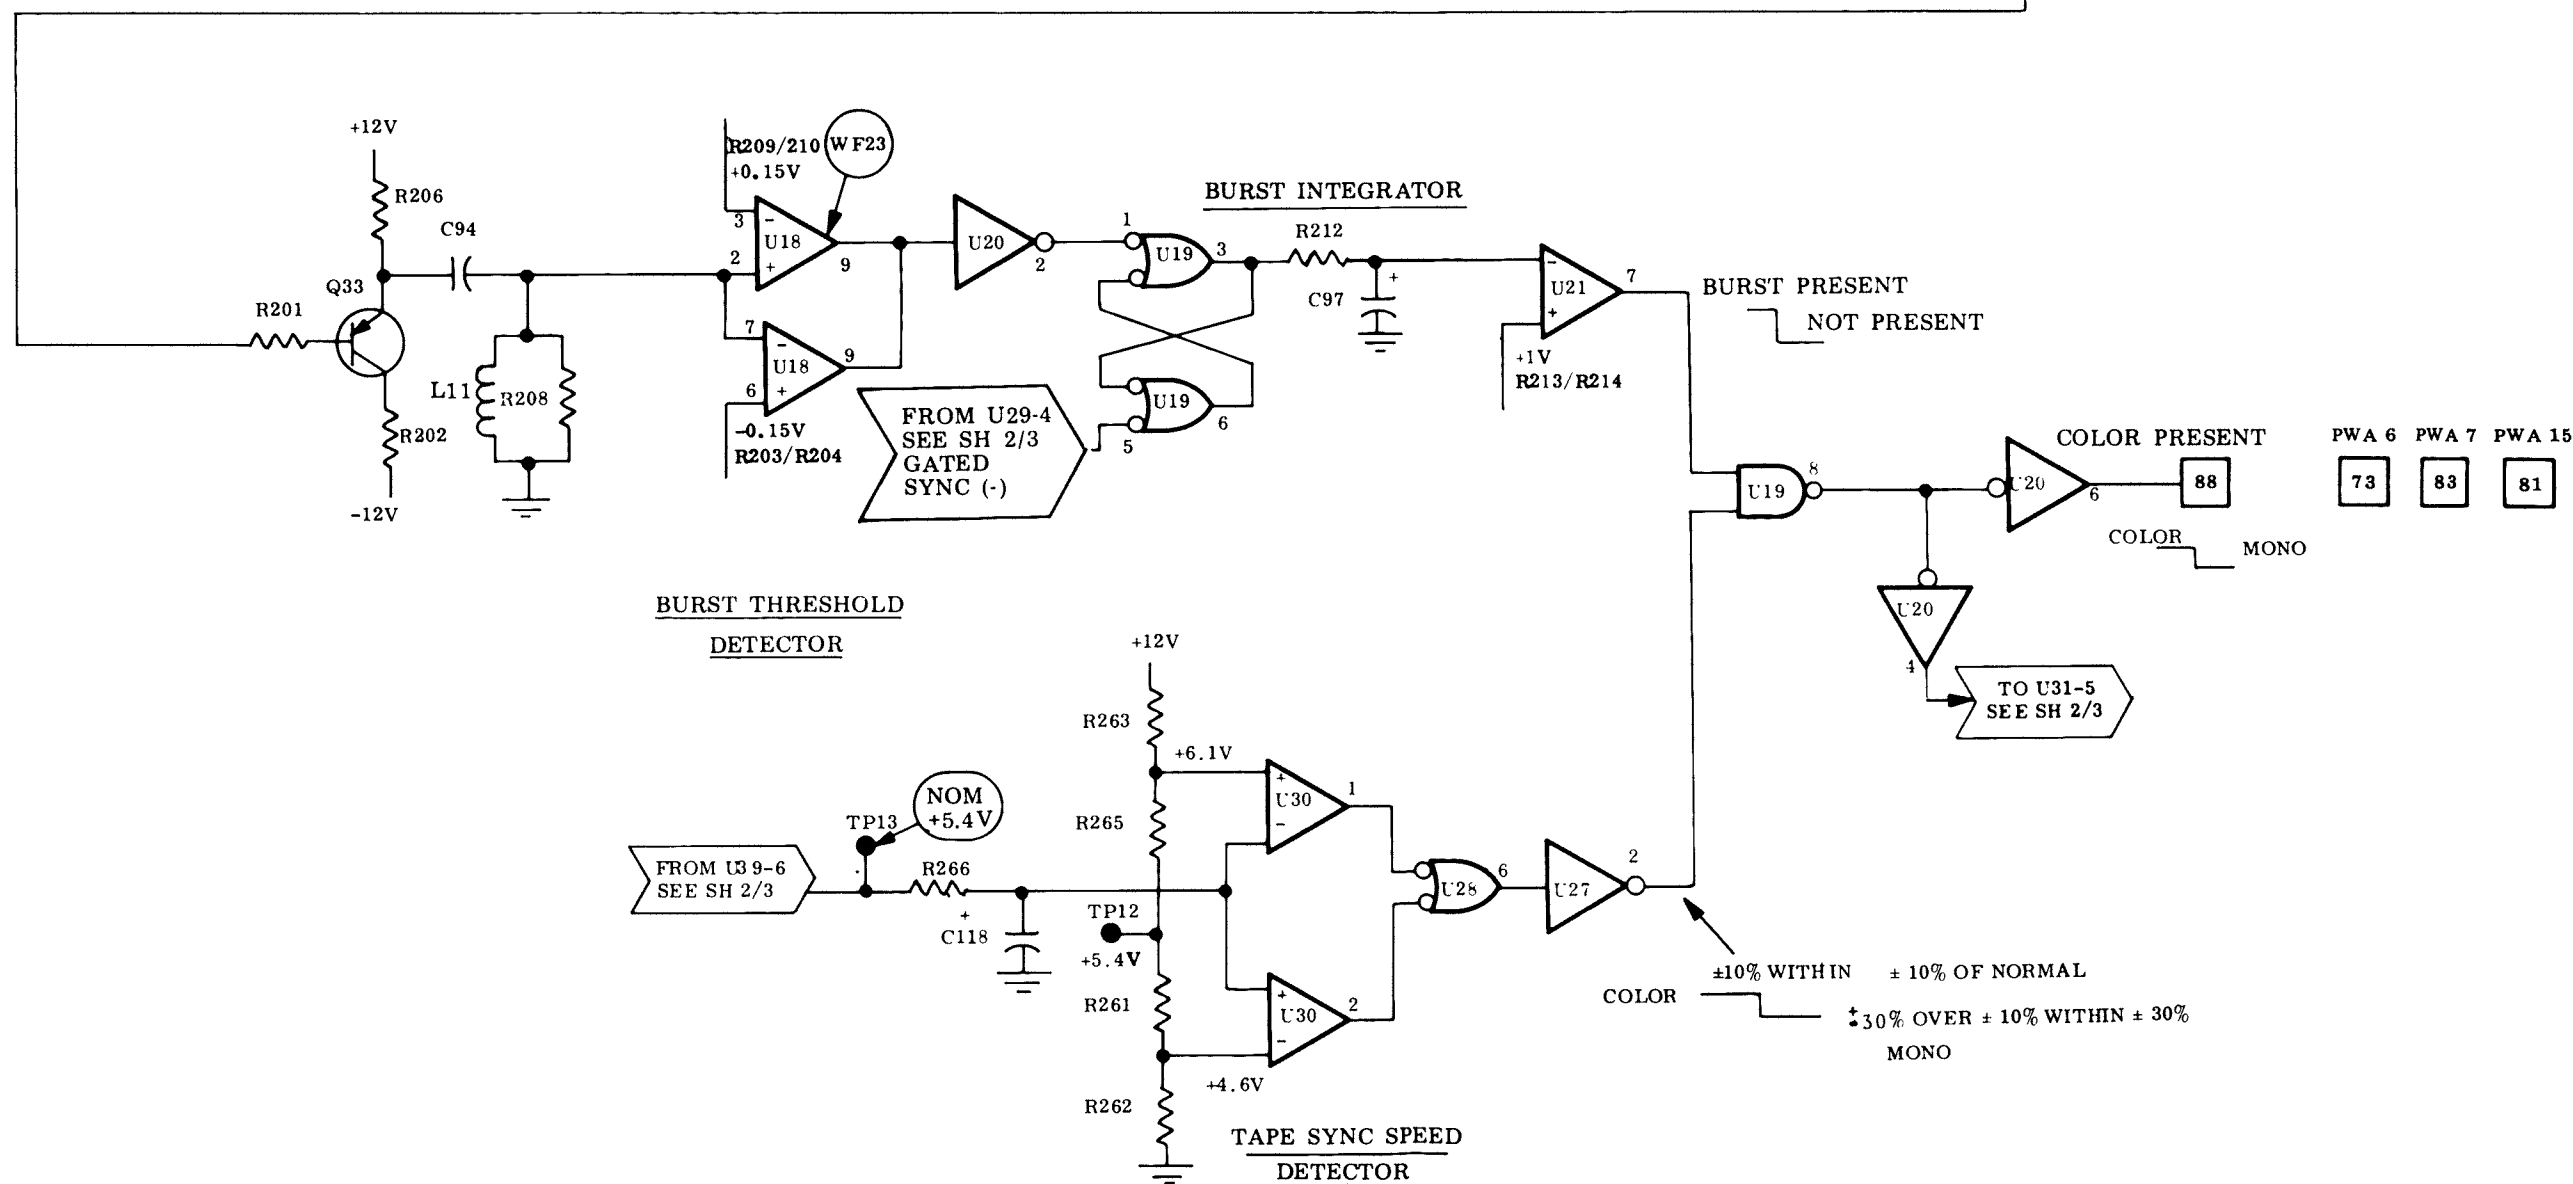 +12V
R206
C94
Q33
R201
R202
-12V
L11
R208
R209/210
+0.15V
WF23
3
-
U18
2
+
9
7
-
U18
9
6
+
-0.15V
R203/R204
U20
2
FROM U29-4
SEE SH 2/3
GATED
SYNC (-)
BURST INTEGRATOR
1
U19
3
R212
+
C97
U19
5
6
-
U21
7
+
+1V
R213/R214
BURST PRESENT
NOT PRESENT
U19
8
U20
6
COLOR PRESENT
88
PWA 6
PWA 7
PWA 15
73
83
81
COLOR
MONO
U20
4
TO U31-5
SEE SH 2/3
BURST THRESHOLD
DETECTOR
+12V
R263
+6.1V
R265
TP13
NOM
+5.4V
FROM U39-6
SEE SH 2/3
R266
+
C118
TP12
+5.4V
R261
+4.6V
R262
+
U30
1
-
+
U30
2
-
U28
6
U27
2
±10% WITHIN ± 10% OF NORMAL
COLOR
±30% OVER ± 10% WITHIN ± 30%
MONO
TAPE SYNC SPEED
DETECTOR